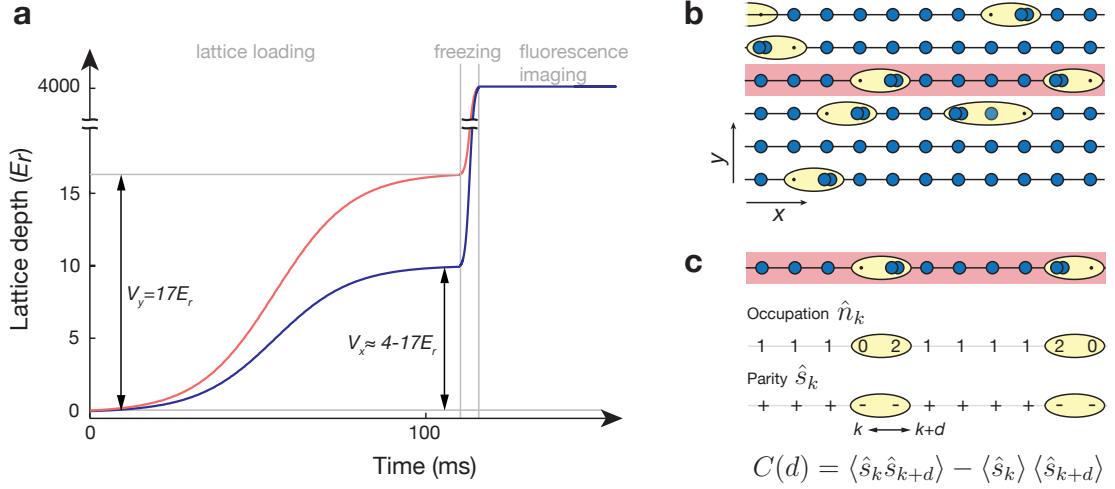 a
lattice loading
freezing
fluorescence
imaging
4000
15
10
5
0
Lattice depth (Er)
V_y=17E_r
V_x≈ 4-17E_r
0
100
Time (ms)
b
y
x
c
Occupation n̂_k
1 1 1 0 2 1 1 1 1 2 0
Parity ŝ_k
+ + + - - + + + + - -
k k+d
C(d) = ⟨ŝ_k ŝ_{k+d}⟩ − ⟨ŝ_k⟩ ⟨ŝ_{k+d}⟩